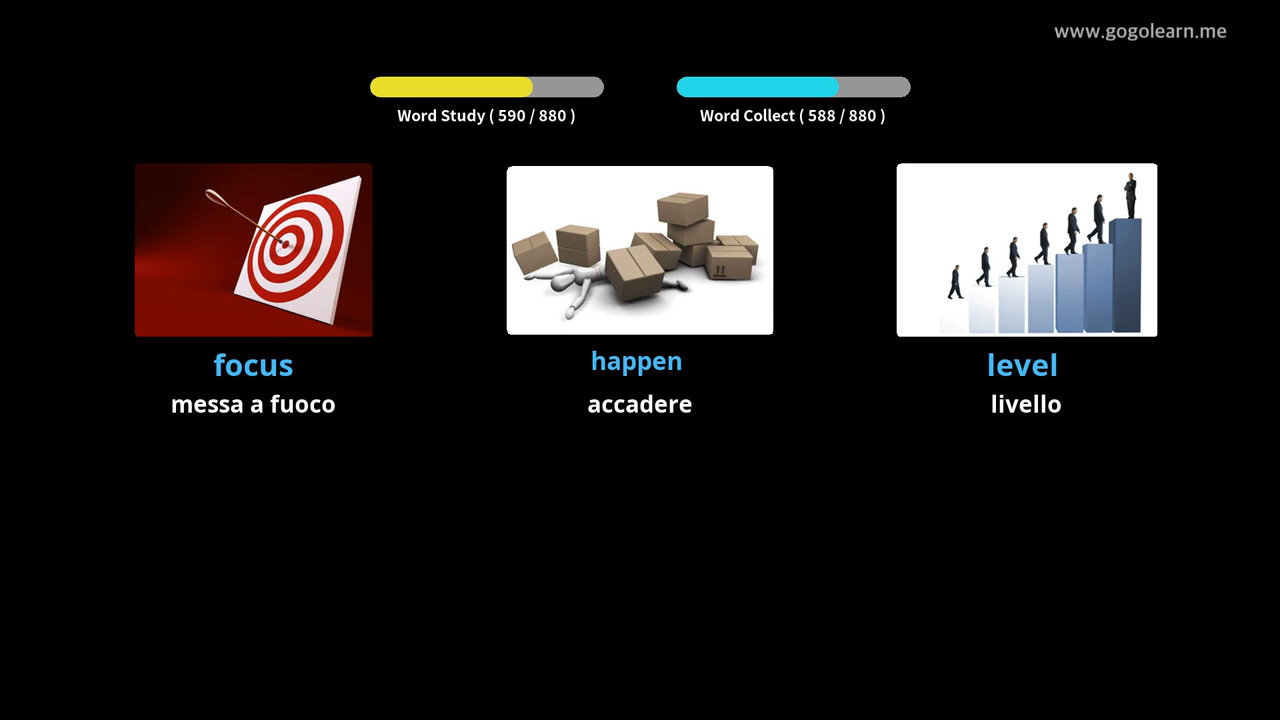 www.gogolearn.me
Word Study ( 590 / 880 )
Word Collect ( 588 / 880 )
focus
happen
level
messa a fuoco
accadere
livello